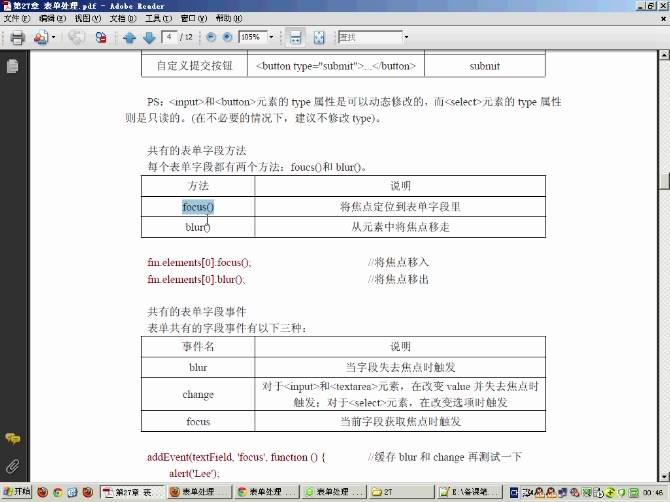 第27章 表单处理.pdf - Adobe Reader
文件(F) 编辑(E) 视图(V) 文档(D) 工具(T) 窗口(W) 帮助(H)
4 / 12 105% 查找
自定义提交按钮 <button type="submit">...</button> submit
PS：<input>和<button>元素的 type 属性是可以动态修改的，而<select>元素的 type 属性
则是只读的。(在不必要的情况下，建议不修改 type)。
共有的表单字段方法
每个表单字段都有两个方法：foucs()和 blur()。
方法 说明
focus() 将焦点定位到表单字段里
blur() 从元素中将焦点移走
fm.elements[0].focus(); //将焦点移入
fm.elements[0].blur(); //将焦点移出
共有的表单字段事件
表单共有的字段事件有以下三种：
事件名 说明
blur 当字段失去焦点时触发
change 对于<input>和<textarea>元素，在改变 value 并失去焦点时
触发；对于<select>元素，在改变选项时触发
focus 当前字段获取焦点时触发
addEvent(textField, 'focus', function () { //缓存 blur 和 change 再测试一下
alert('Lee');
开始 第27章 表... 表单处理 ... 表单处理 ... 表单处理 ... 27 E:\备课端... CH 00:46